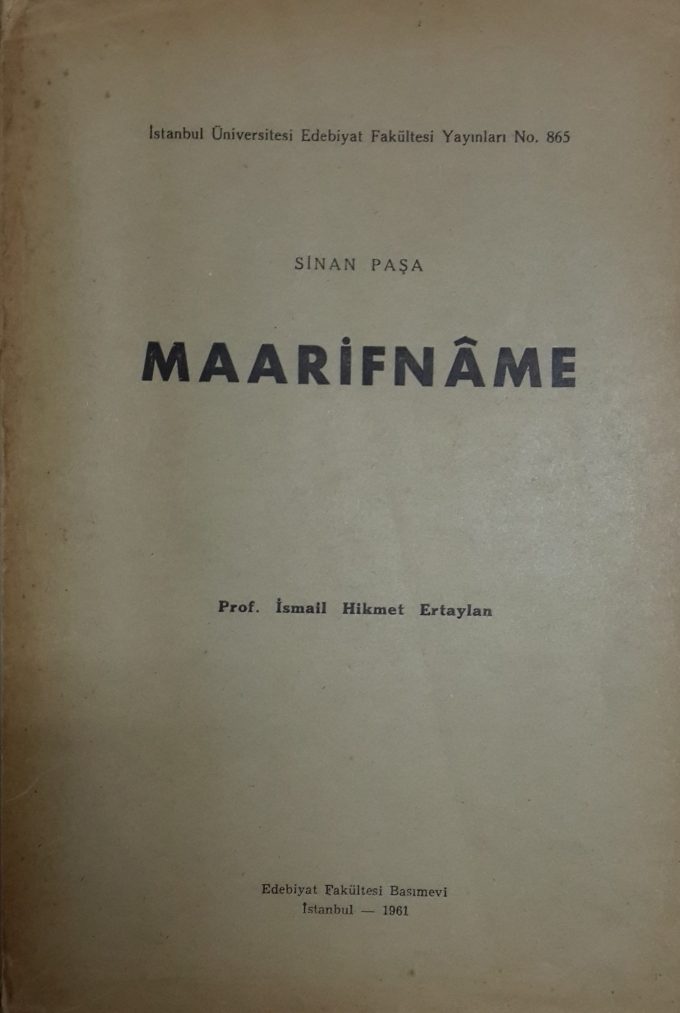 İstanbul Üniversitesi Edebiyat Fakültesi Yayınları No. 865
SİNAN PAŞA
MAARİFNÂME
Prof. İsmail Hikmet Ertaylan
Edebiyat Fakültesi Basımevi
İstanbul — 1961